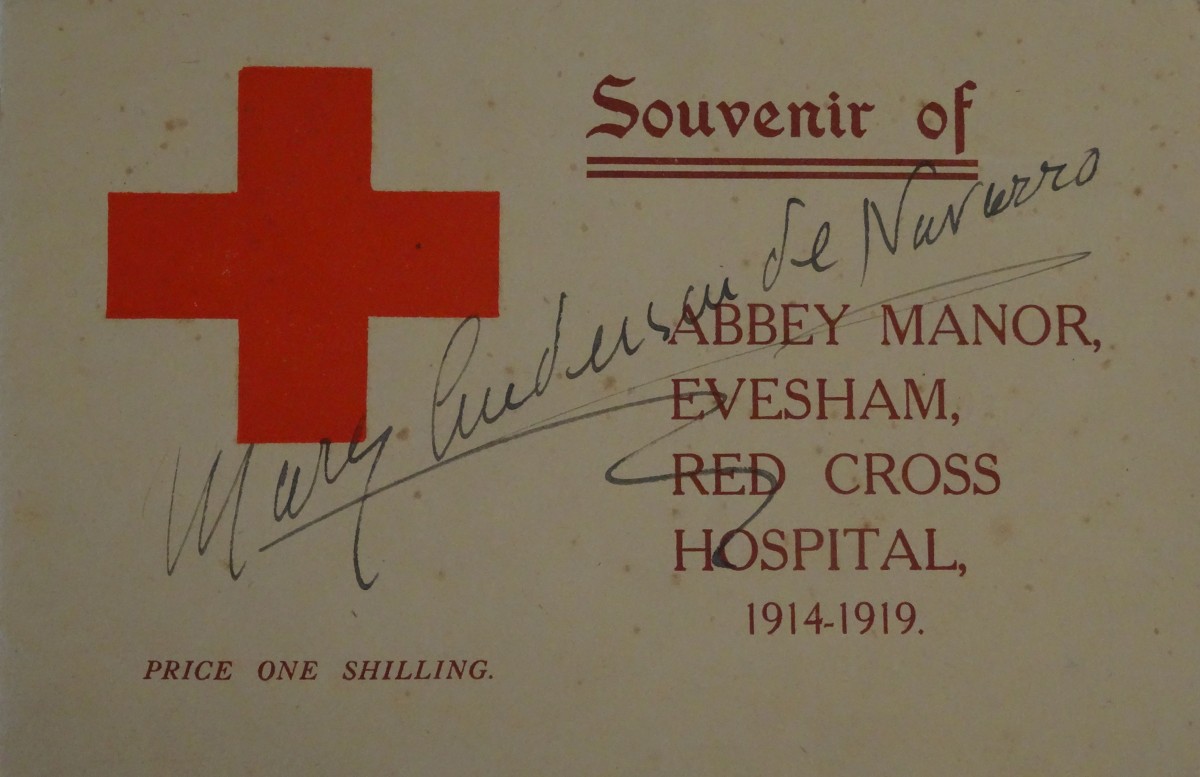 Souvenir of
Mary Anderson de Navarro
ABBEY MANOR,
EVESHAM,
RED CROSS
HOSPITAL,
1914-1919.
PRICE ONE SHILLING.